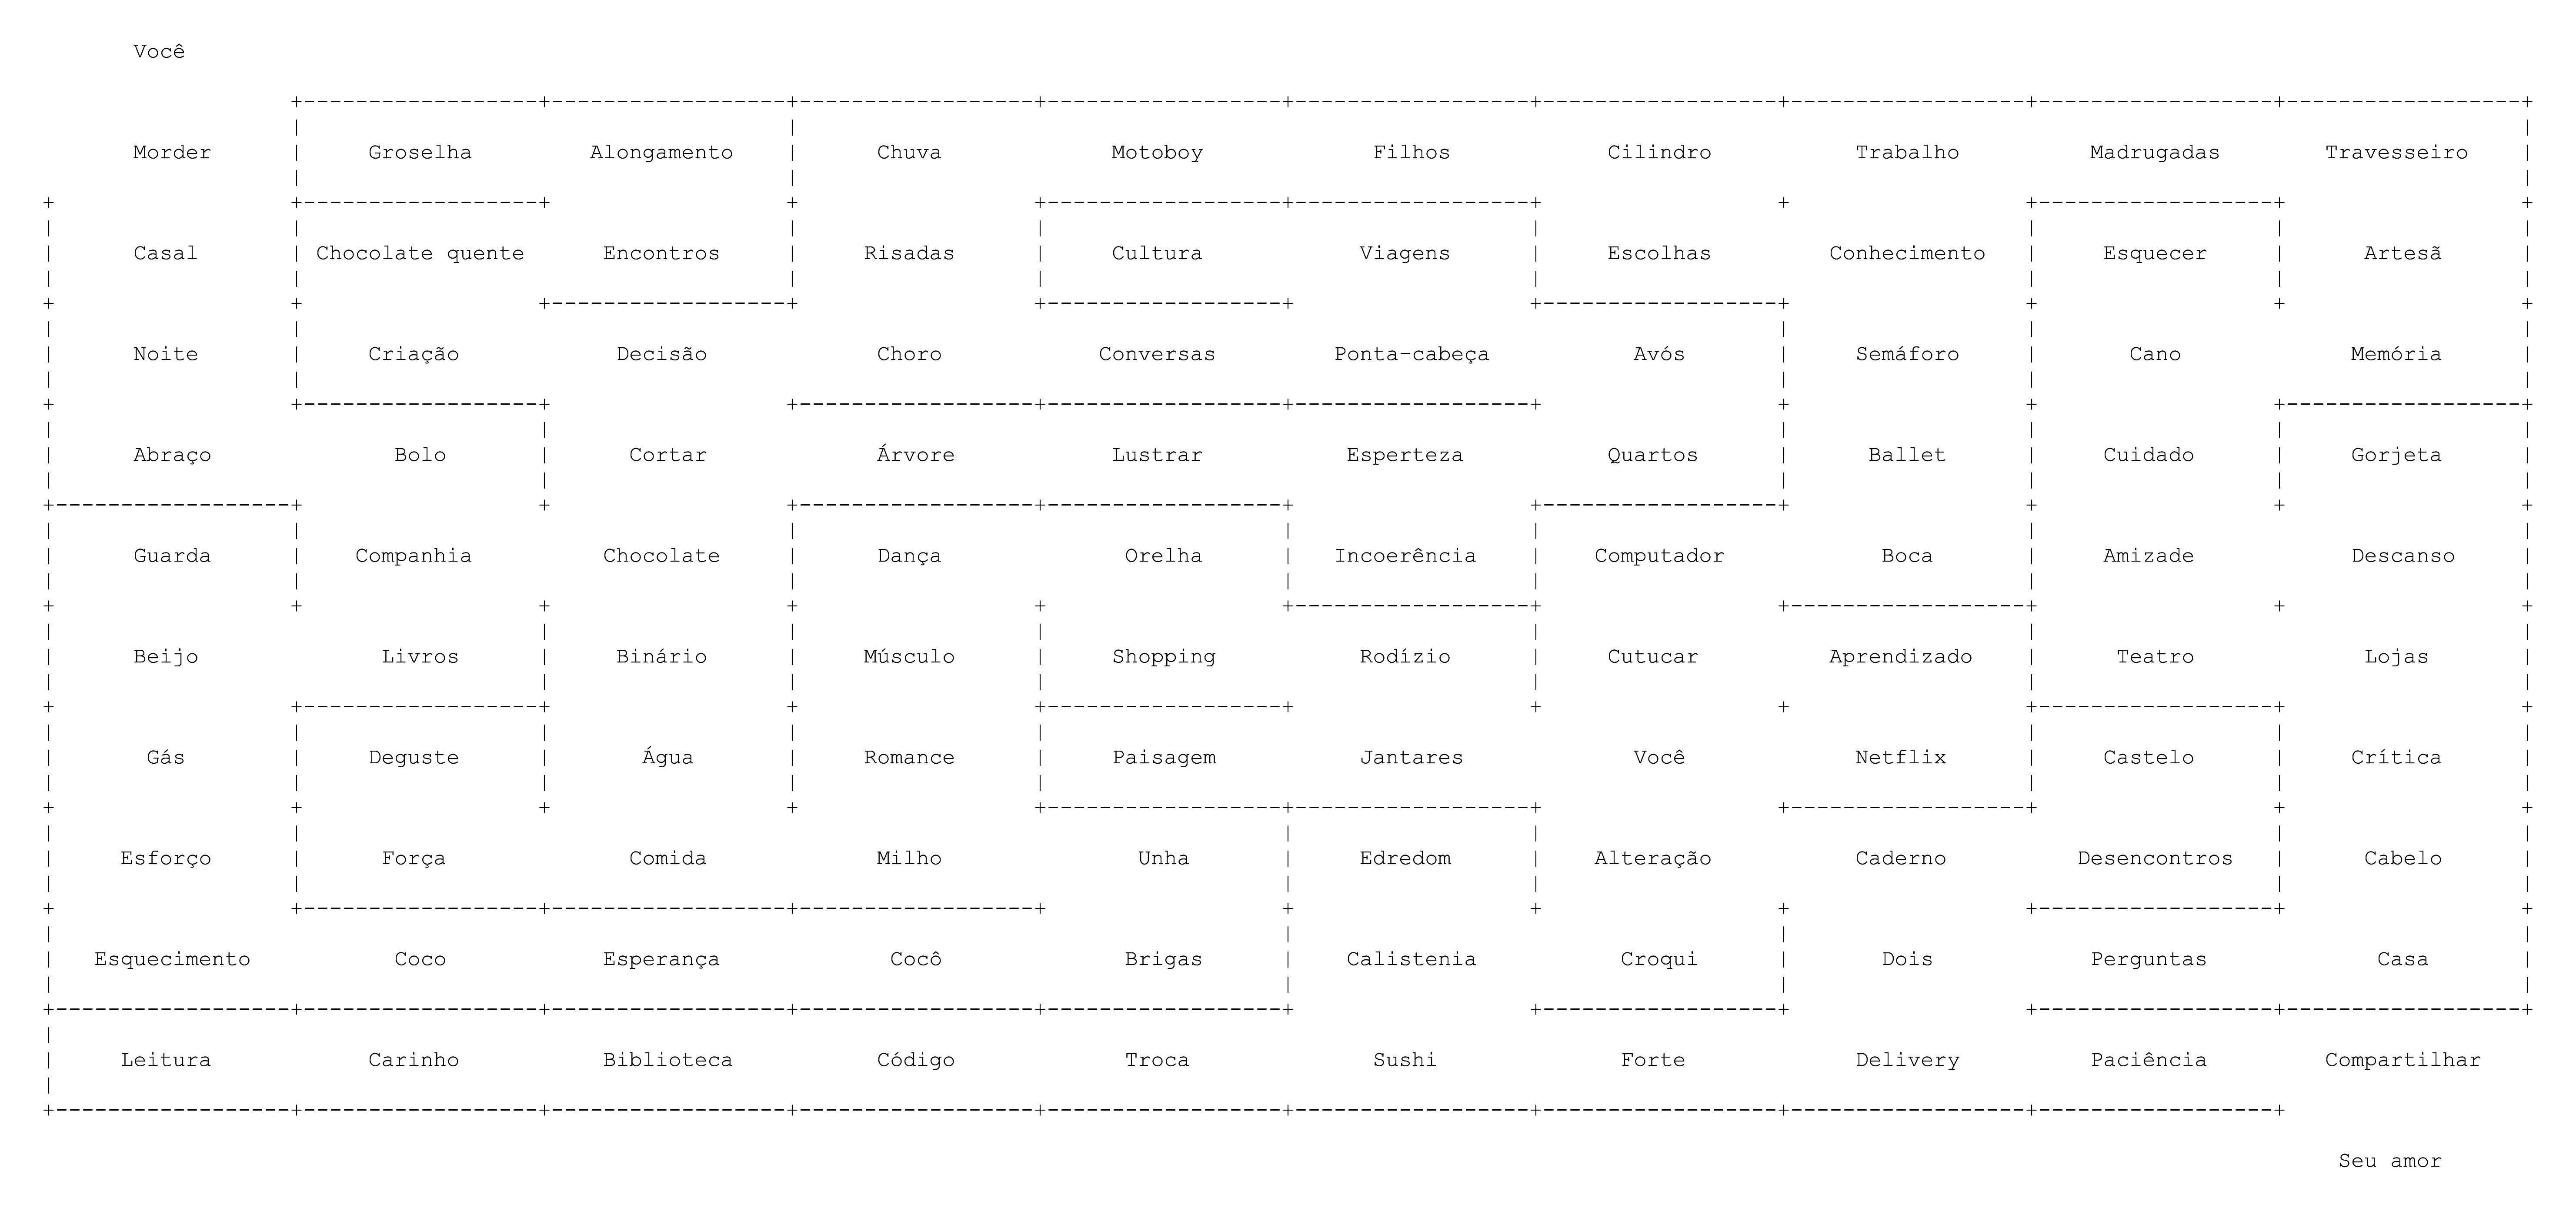 Você
Morder Groselha Alongamento Chuva Motoboy Filhos Cilindro Trabalho Madrugadas Travesseiro
Casal Chocolate quente Encontros Risadas Cultura Viagens Escolhas Conhecimento Esquecer Artesã
Noite Criação Decisão Choro Conversas Ponta-cabeça Avós Semáforo Cano Memória
Abraço Bolo Cortar Árvore Lustrar Esperteza Quartos Ballet Cuidado Gorjeta
Guarda Companhia Chocolate Dança Orelha Incoerência Computador Boca Amizade Descanso
Beijo Livros Binário Músculo Shopping Rodízio Cutucar Aprendizado Teatro Lojas
Gás Deguste Água Romance Paisagem Jantares Você Netflix Castelo Crítica
Esforço Força Comida Milho Unha Edredom Alteração Caderno Desencontros Cabelo
Esquecimento Coco Esperança Cocô Brigas Calistenia Croqui Dois Perguntas Casa
Leitura Carinho Biblioteca Código Troca Sushi Forte Delivery Paciência Compartilhar
Seu amor